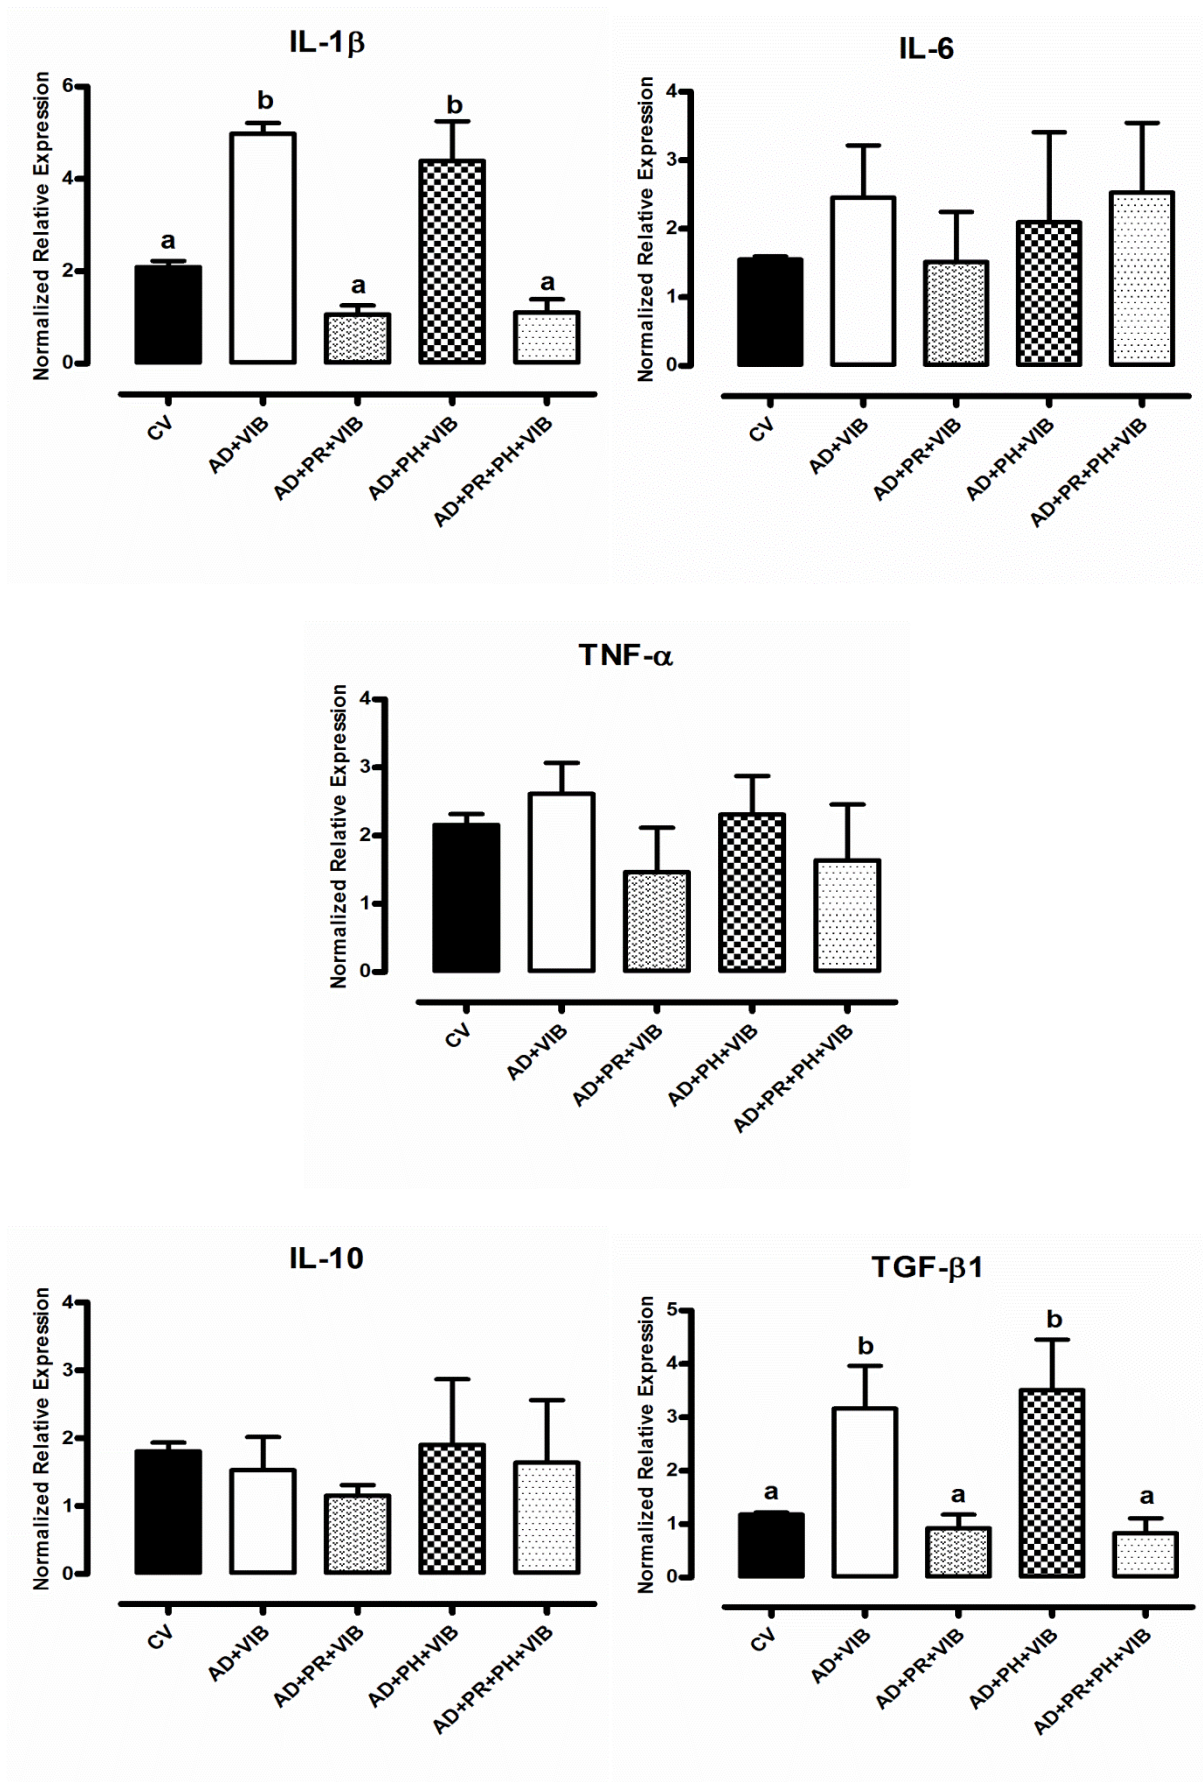 IL-1β
Normalized Relative Expression
6
4
2
0
a
b
a
b
a
CV
AD+VIB
AD+PR+VIB
AD+PH+VIB
AD+PR+PH+VIB
IL-6
Normalized Relative Expression
4
3
2
1
0
CV
AD+VIB
AD+PR+VIB
AD+PH+VIB
AD+PR+PH+VIB
TNF-α
Normalized Relative Expression
4
3
2
1
0
CV
AD+VIB
AD+PR+VIB
AD+PH+VIB
AD+PR+PH+VIB
IL-10
Normalized Relative Expression
4
3
2
1
0
CV
AD+VIB
AD+PR+VIB
AD+PH+VIB
AD+PR+PH+VIB
TGF-β1
Normalized Relative Expression
5
4
3
2
1
0
a
b
a
b
a
CV
AD+VIB
AD+PR+VIB
AD+PH+VIB
AD+PR+PH+VIB